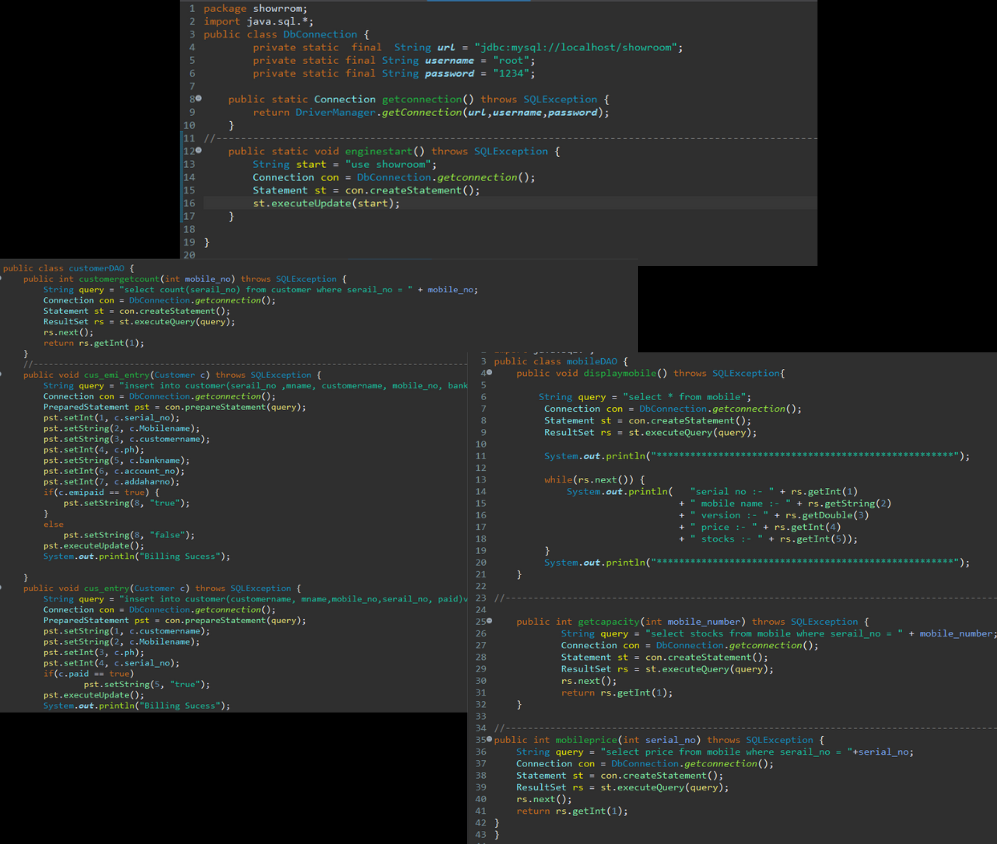 1 package showrrom;
2 import java.sql.*;
3 public class DbConnection {
4 private static final String url = "jdbc:mysql://localhost/showroom";
5 private static final String username = "root";
6 private static final String password = "1234";
7
8 public static Connection getconnection() throws SQLException {
9 return DriverManager.getConnection(url,username,password);
10 }
11 //------------------------------------------------------------
12 public static void enginestart() throws SQLException {
13 String start = "use showroom";
14 Connection con = DbConnection.getconnection();
15 Statement st = con.createStatement();
16 st.executeUpdate(start);
17 }
18
19 }
20
public class customerDAO {
public int customergetcount(int mobile_no) throws SQLException {
String query = "select count(serail_no) from customer where serail_no = " + mobile_no;
Connection con = DbConnection.getconnection();
Statement st = con.createStatement();
ResultSet rs = st.executeQuery(query);
rs.next();
return rs.getInt(1);
}
//------------------------------------------------------------
public void cus_emi_entry(Customer c) throws SQLException {
String query = "insert into customer(serail_no ,mname, customername, mobile_no, bank
Connection con = DbConnection.getconnection();
PreparedStatement pst = con.prepareStatement(query);
pst.setInt(1, c.serial_no);
pst.setString(2, c.Mobilename);
pst.setString(3, c.customername);
pst.setInt(4, c.ph);
pst.setString(5, c.bankname);
pst.setInt(6, c.account_no);
pst.setInt(7, c.addaharno);
if(c.emipaid == true) {
pst.setString(8, "true");
}
else
pst.setString(8, "false");
pst.executeUpdate();
System.out.println("Billing Sucess");
}
public void cus_entry(Customer c) throws SQLException {
String query = "insert into customer(customername, mname,mobile_no,serail_no, paid)v
Connection con = DbConnection.getconnection();
PreparedStatement pst = con.prepareStatement(query);
pst.setString(1, c.customername);
pst.setString(2, c.Mobilename);
pst.setInt(3, c.ph);
pst.setInt(4, c.serial_no);
if(c.paid == true)
pst.setString(5, "true");
pst.executeUpdate();
System.out.println("Billing Sucess");
3 public class mobileDAO {
4 public void displaymobile() throws SQLException{
5
6 String query = "select * from mobile";
7 Connection con = DbConnection.getconnection();
8 Statement st = con.createStatement();
9 ResultSet rs = st.executeQuery(query);
10
11 System.out.println("*****************************************************");
12
13 while(rs.next()) {
14 System.out.println( "serial no :- " + rs.getInt(1)
15 + " mobile name :- " + rs.getString(2)
16 + " version :- " + rs.getDouble(3)
17 + " price :- " + rs.getInt(4)
18 + " stocks :- " + rs.getInt(5));
19 }
20 System.out.println("*****************************************************");
21 }
22
23 //------------------------------------------------------------
24
25 public int getcapacity(int mobile_number) throws SQLException {
26 String query = "select stocks from mobile where serail_no = " + mobile_number;
27 Connection con = DbConnection.getconnection();
28 Statement st = con.createStatement();
29 ResultSet rs = st.executeQuery(query);
30 rs.next();
31 return rs.getInt(1);
32 }
33
34 //------------------------------------------------------------
35 public int mobileprice(int serial_no) throws SQLException {
36 String query = "select price from mobile where serail_no = "+serial_no;
37 Connection con = DbConnection.getconnection();
38 Statement st = con.createStatement();
39 ResultSet rs = st.executeQuery(query);
40 rs.next();
41 return rs.getInt(1);
42 }
43 }